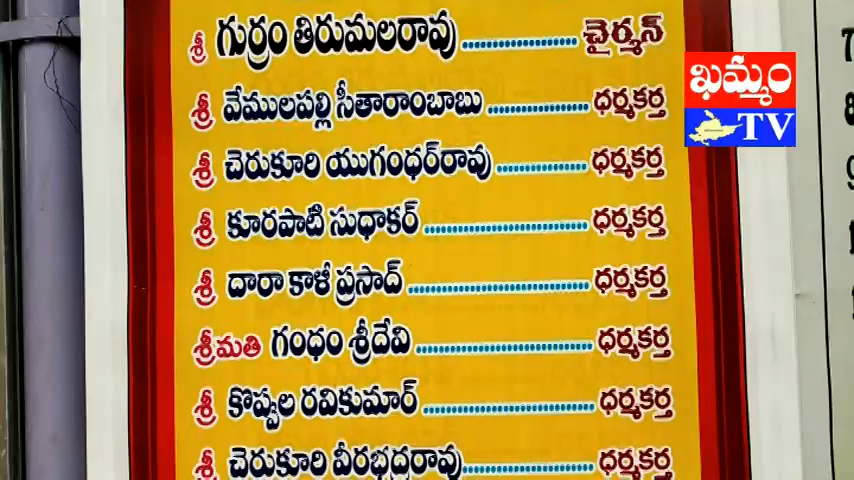 శ్రీ గుర్రం తిరుమలరావు ........................ చైర్మన్
శ్రీ వేములపల్లి సీతారాంబాబు .................... ధర్మకర్త
శ్రీ చెరుకూరి యుగంధర్‌రావు .................. ధర్మకర్త
శ్రీ కూరపాటి సుధాకర్ ................................ ధర్మకర్త
శ్రీ దారా కాళీ ప్రసాద్ .................................. ధర్మకర్త
శ్రీమతి గంధం శ్రీదేవి .................................. ధర్మకర్త
శ్రీ కొప్పుల రవికుమార్ ................................ ధర్మకర్త
శ్రీ చెరుకూరి వీరభద్రరావు ......................... ధర్మకర్త
ఖమ్మం
TV